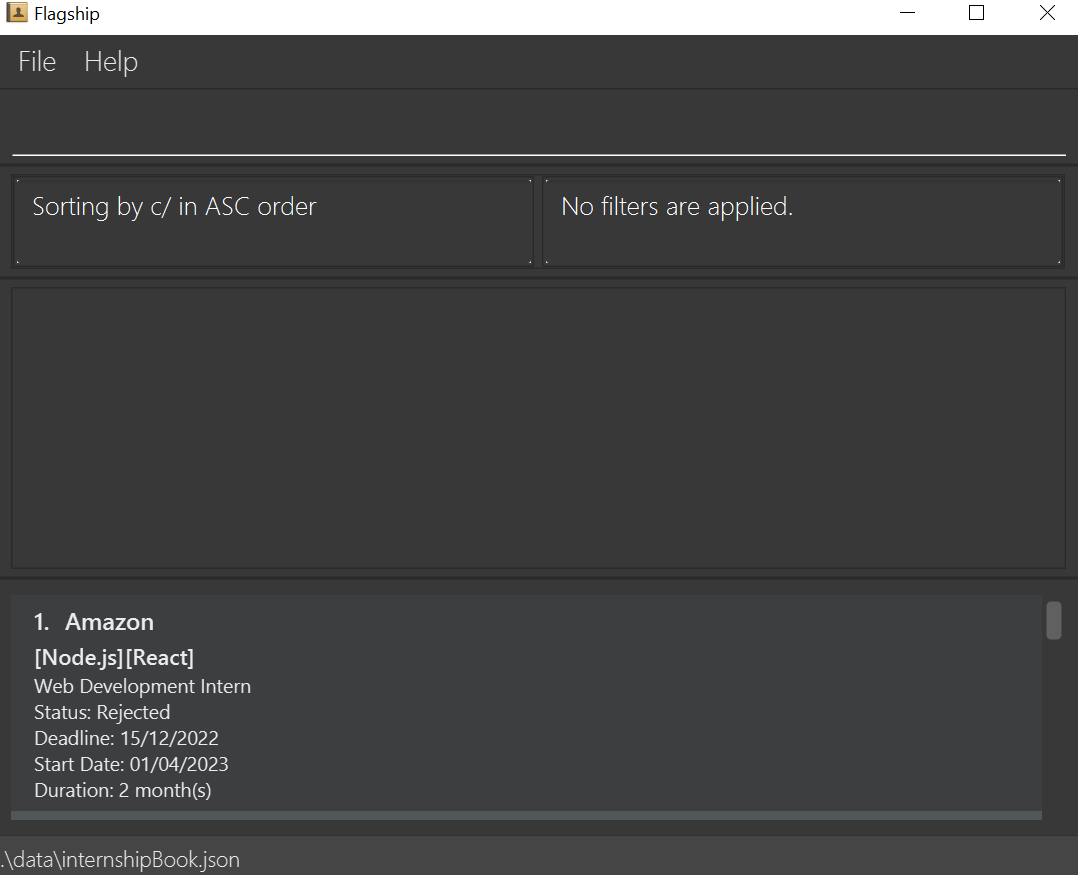 Flagship
File Help
Sorting by c/ in ASC order
No filters are applied.
1. Amazon
[Node.js][React]
Web Development Intern
Status: Rejected
Deadline: 15/12/2022
Start Date: 01/04/2023
Duration: 2 month(s)
.\data\internshipBook.json